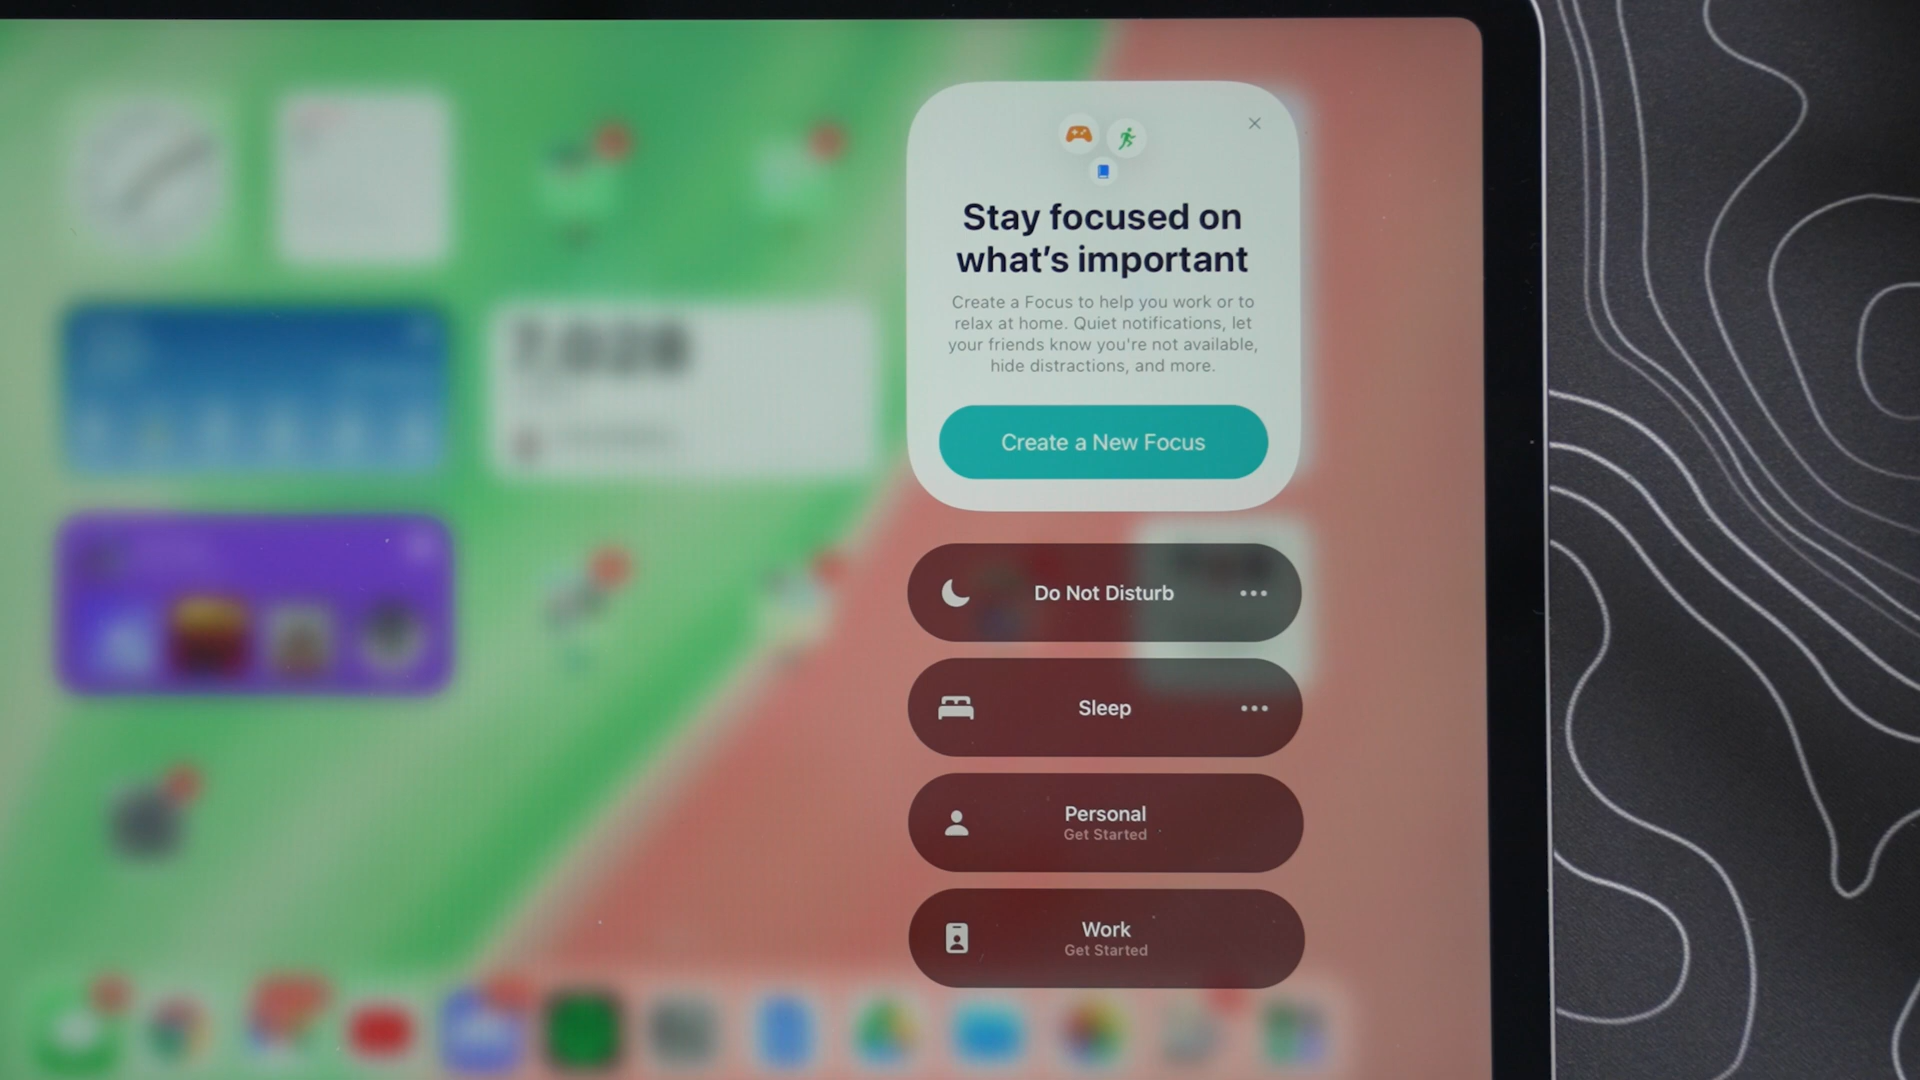 Stay focused on
what's important
Create a Focus to help you work or to
relax at home. Quiet notifications, let
your friends know you're not available,
hide distractions, and more.
Create a New Focus
Do Not Disturb
Sleep
Personal
Get Started
Work
Get Started